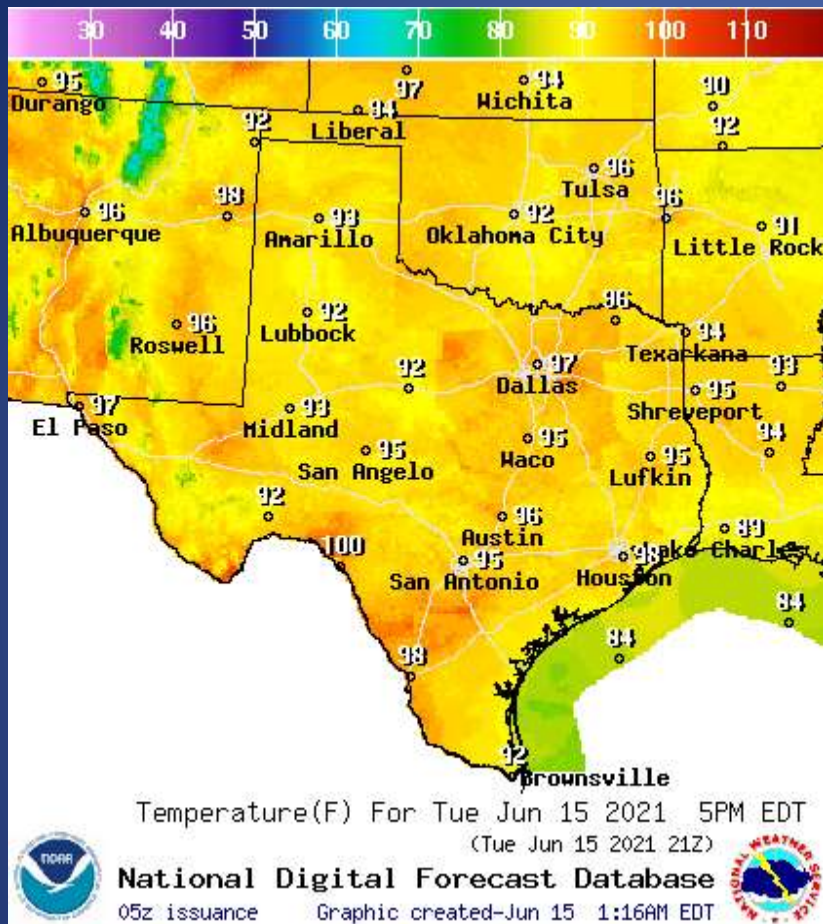 30 40 50 60 70 80 90 100 110
95 97 94 90
Durango Wichita
94
Liberal
92 92
96
Tulsa
96 98 93 92 96 91
Albuquerque Amarillo Oklahoma City Little Rock
96 92 96 94
Roswell Lubbock Texarkana
97 93
Dallas
92 95
Shreveport
97 93
El Paso Midland
95 95 95 94
San Angelo Waco Lufkin
92 96 89
Austin Lake Charles
100 95 98
San Antonio Houston
84
84
98
92
Brownsville
Temperature(F) For Tue Jun 15 2021 5PM EDT
(Tue Jun 15 2021 21Z)
National Digital Forecast Database
05z issuance Graphic created-Jun 15 1:16AM EDT
NOAA
NATIONAL WEATHER SERVICE